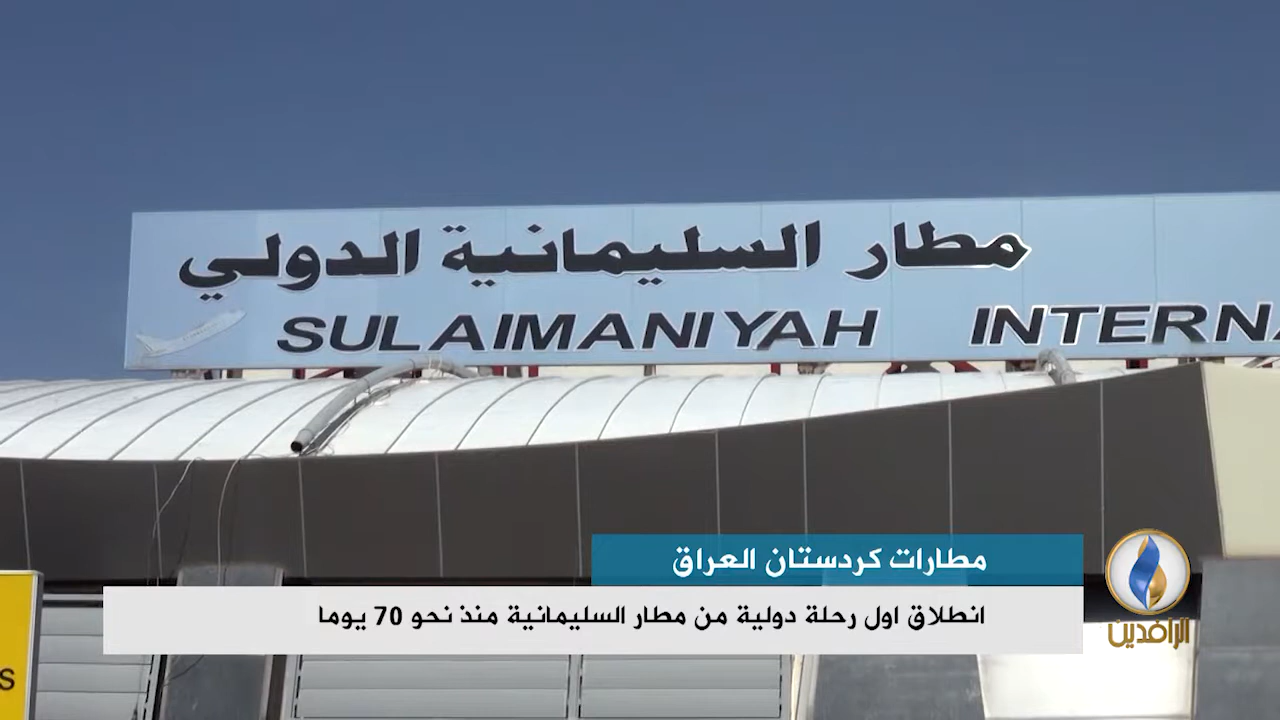 مطار السليمانية الدولي
SULAIMANIYAH INTERNA
مطارات كردستان العراق
انطلاق اول رحلة دولية من مطار السليمانية منذ نحو 70 يوما
الرافدين
S